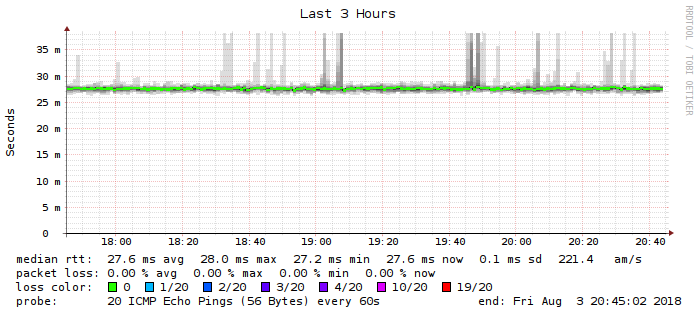 Last 3 Hours
RRDTOOL / TOBI OETIKER
Seconds
35 m
30 m
25 m
20 m
15 m
10 m
5 m
0
18:00 18:20 18:40 19:00 19:20 19:40 20:00 20:20 20:40
median rtt: 27.6 ms avg 28.0 ms max 27.2 ms min 27.6 ms now 0.1 ms sd 221.4 am/s
packet loss: 0.00 % avg 0.00 % max 0.00 % min 0.00 % now
loss color: 0 1/20 2/20 3/20 4/20 10/20 19/20
probe: 20 ICMP Echo Pings (56 Bytes) every 60s end: Fri Aug 3 20:45:02 2018